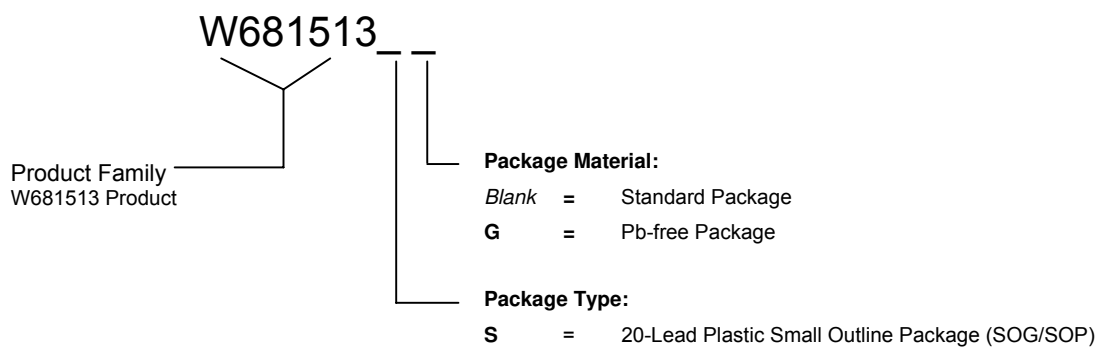 W681513_ _
Product Family
W681513 Product
Package Material:
Blank = Standard Package
G = Pb-free Package
Package Type:
S = 20-Lead Plastic Small Outline Package (SOG/SOP)